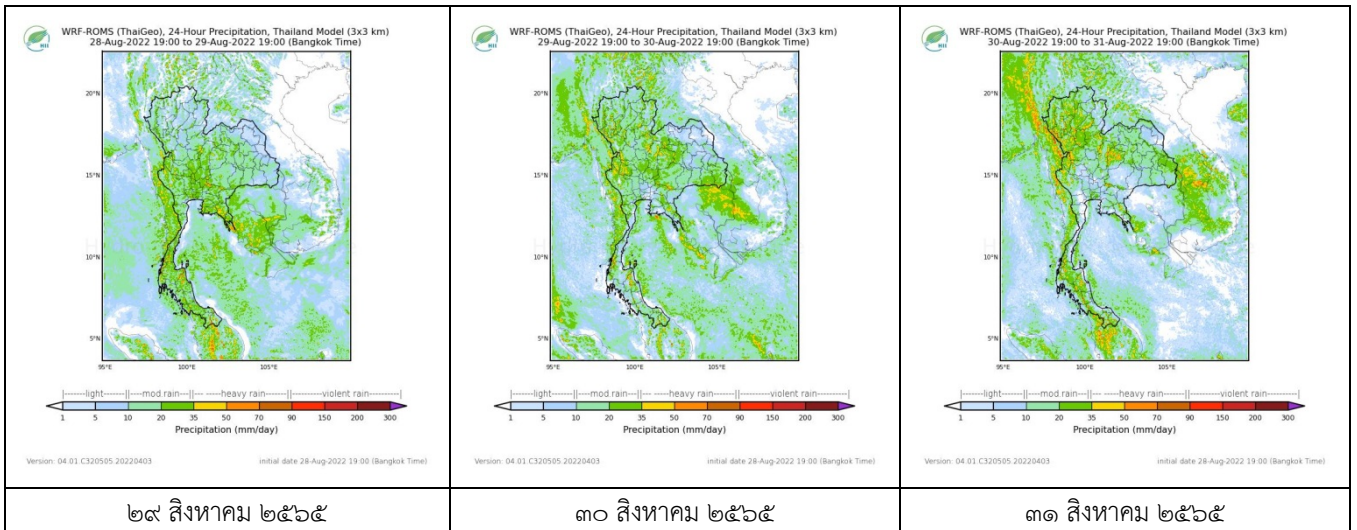 WRF-ROMS (ThaiGeo), 24-Hour Precipitation, Thailand Model (3x3 km)
28-Aug-2022 19:00 to 29-Aug-2022 19:00 (Bangkok Time)
HII
20°N
15°N
10°N
5°N
95°E 100°E 105°E
|-------light------||---mod.rain---||--- ---heavy rain------||-------violent rain-------|
1 5 10 20 35 50 70 90 150 200 300
Precipitation (mm/day)
Version: 04.01.C320505.20220403 initial date 28-Aug-2022 19:00 (Bangkok Time)
๒๙ สิงหาคม ๒๕๖๕
WRF-ROMS (ThaiGeo), 24-Hour Precipitation, Thailand Model (3x3 km)
29-Aug-2022 19:00 to 30-Aug-2022 19:00 (Bangkok Time)
HII
20°N
15°N
10°N
5°N
95°E 100°E 105°E
|-------light------||---mod.rain---||--- ---heavy rain------||-------violent rain-------|
1 5 10 20 35 50 70 90 150 200 300
Precipitation (mm/day)
Version: 04.01.C320505.20220403 initial date 28-Aug-2022 19:00 (Bangkok Time)
๓๐ สิงหาคม ๒๕๖๕
WRF-ROMS (ThaiGeo), 24-Hour Precipitation, Thailand Model (3x3 km)
30-Aug-2022 19:00 to 31-Aug-2022 19:00 (Bangkok Time)
HII
20°N
15°N
10°N
5°N
95°E 100°E 105°E
|-------light------||---mod.rain---||--- ---heavy rain------||-------violent rain-------|
1 5 10 20 35 50 70 90 150 200 300
Precipitation (mm/day)
Version: 04.01.C320505.20220403 initial date 28-Aug-2022 19:00 (Bangkok Time)
๓๑ สิงหาคม ๒๕๖๕